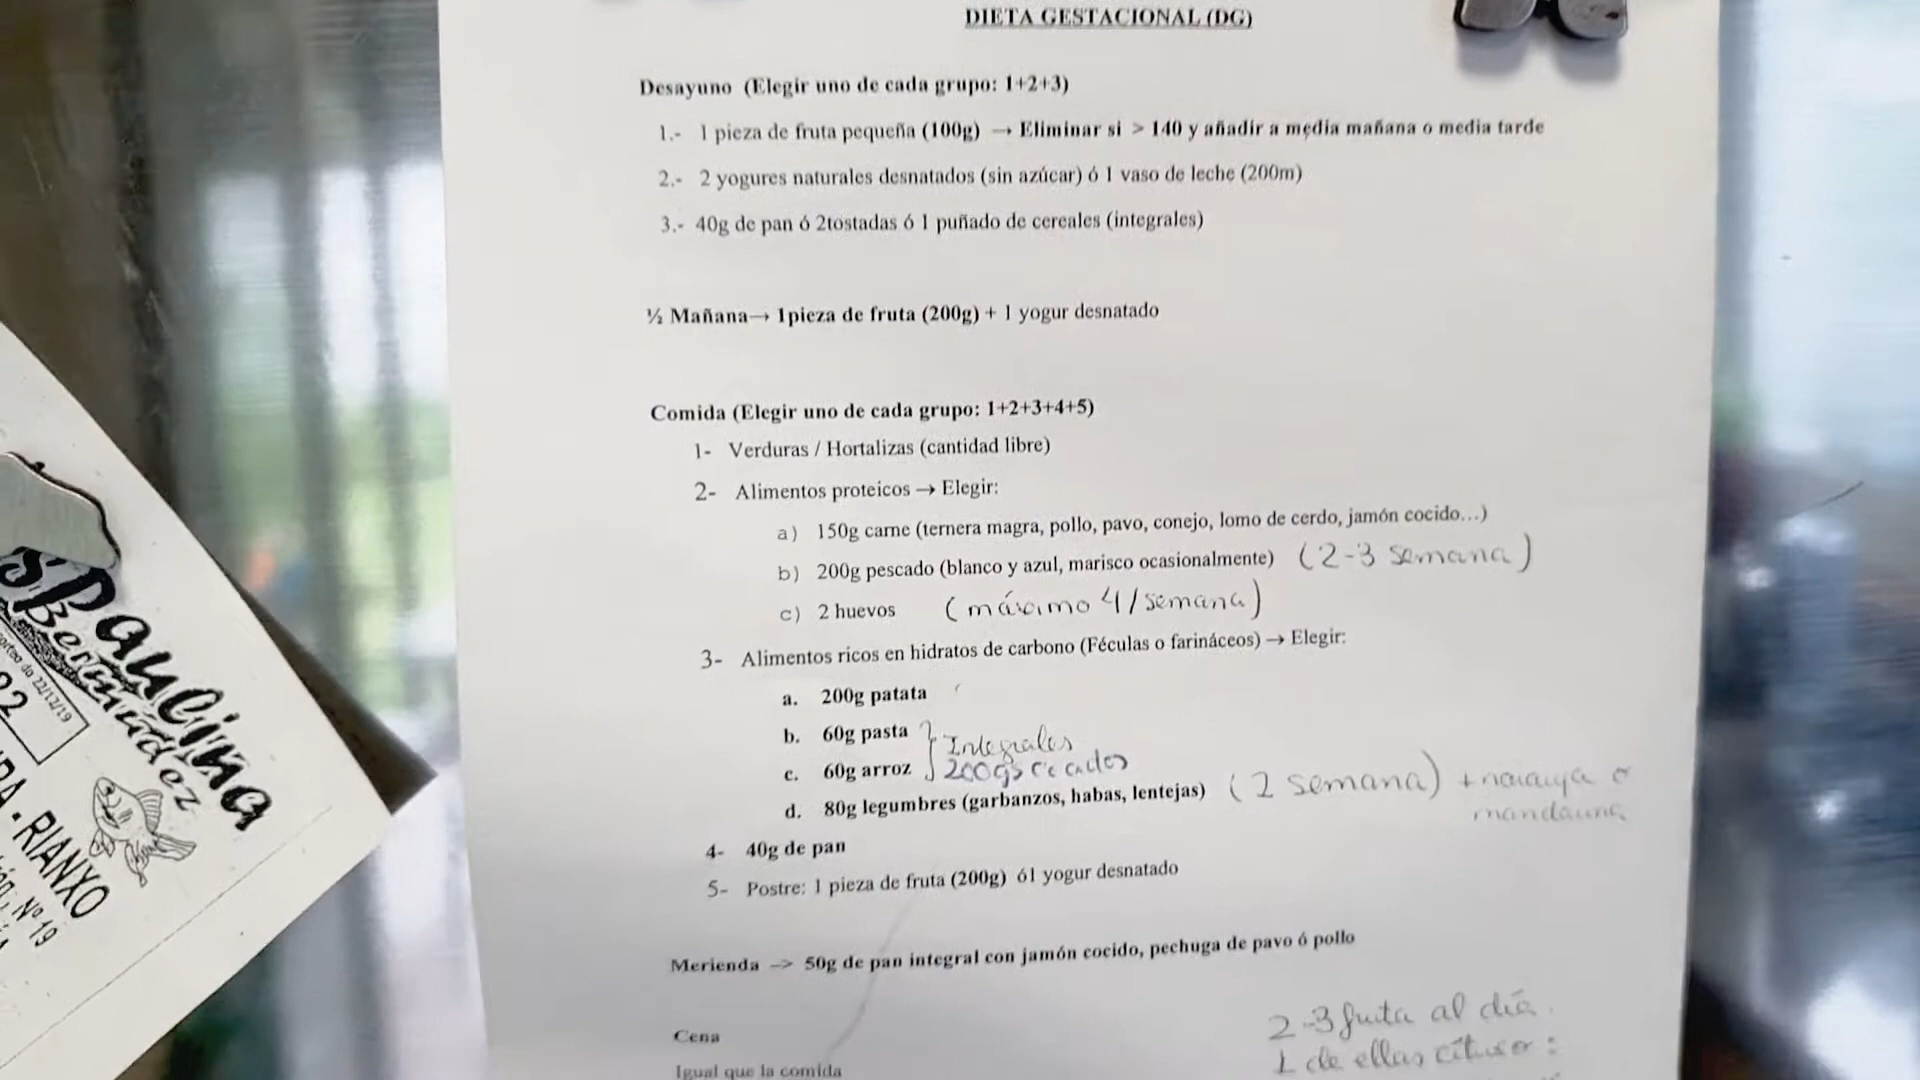 DIETA GESTACIONAL (DG)
Desayuno (Elegir uno de cada grupo: 1+2+3)
1.- 1 pieza de fruta pequeña (100g) → Eliminar si > 140 y añadir a media mañana o media tarde
2.- 2 yogures naturales desnatados (sin azúcar) ó 1 vaso de leche (200m)
3.- 40g de pan ó 2tostadas ó 1 puñado de cereales (integrales)
½ Mañana→ 1pieza de fruta (200g) + 1 yogur desnatado
Comida (Elegir uno de cada grupo: 1+2+3+4+5)
1- Verduras / Hortalizas (cantidad libre)
2- Alimentos proteicos → Elegir:
a) 150g carne (ternera magra, pollo, pavo, conejo, lomo de cerdo, jamón cocido…)
b) 200g pescado (blanco y azul, marisco ocasionalmente) (2-3 semana)
c) 2 huevos (máximo 4/semana)
3- Alimentos ricos en hidratos de carbono (Féculas o farináceos) → Elegir:
a. 200g patata
b. 60g pasta Integrales
c. 60g arroz 200gs
d. 80g legumbres (garbanzos, habas, lentejas) (2 semana) + o
4- 40g de pan
5- Postre: 1 pieza de fruta (200g) ó1 yogur desnatado
Merienda –> 50g de pan integral con jamón cocido, pechuga de pavo ó pollo
Cena
Igual que la comida
2-3 fruta al día.
1 de ellas
Paulina
Bermúdez
22/12/19
- RIANXO
Nº 19